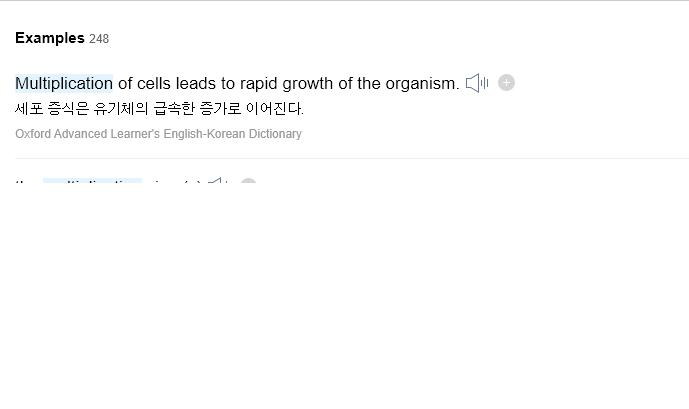 Examples 248
Multiplication of cells leads to rapid growth of the organism.
세포 증식은 유기체의 급속한 증가로 이어진다.
Oxford Advanced Learner's English-Korean Dictionary